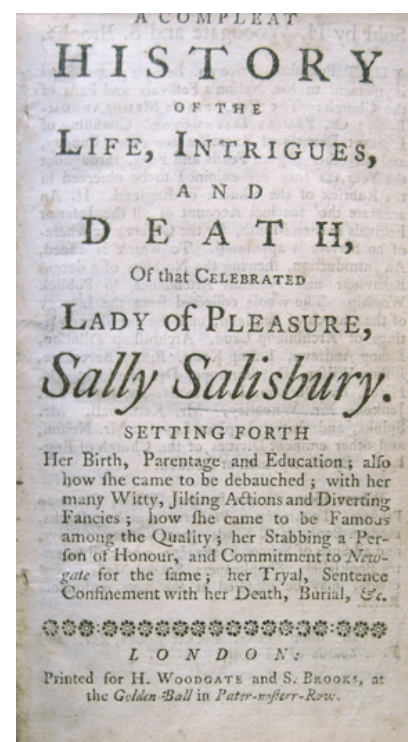 A COMPLEAT
HISTORY
OF THE
LIFE, INTRIGUES,
AND
DEATH,
Of that CELEBRATED
LADY of PLEASURE,
Sally Salisbury.
SETTING FORTH
Her Birth, Parentage and Education; alſo
how ſhe came to be debauched; with her
many Witty, Jilting Actions and Diverting
Fancies; how ſhe came to be Famous
among the Quality; her Stabbing a Per-
ſon of Honour, and Commitment to New-
gate for the ſame; her Tryal, Sentence
Confinement with her Death, Burial, &c.
LONDON:
Printed for H. WOODGATE and S. BROOKS, at
the Golden-Ball in Pater-noſterr-Row.